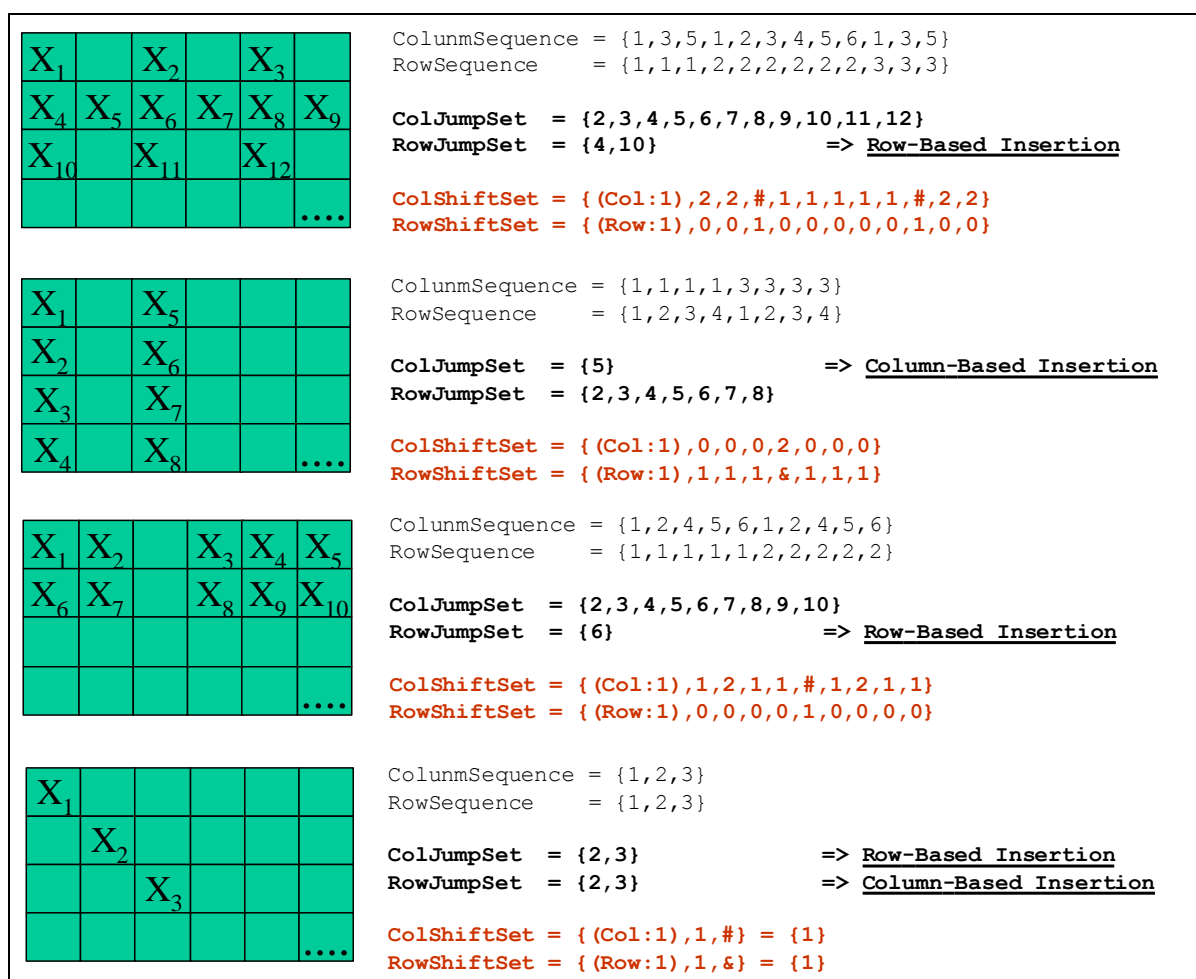 X1 X2 X3
X4 X5 X6 X7 X8 X9
X10 X11 X12
....
ColunmSequence = {1,3,5,1,2,3,4,5,6,1,3,5}
RowSequence = {1,1,1,2,2,2,2,2,2,3,3,3}
ColJumpSet = {2,3,4,5,6,7,8,9,10,11,12}
RowJumpSet = {4,10} => Row-Based Insertion
ColShiftSet = {(Col:1),2,2,#,1,1,1,1,1,#,2,2}
RowShiftSet = {(Row:1),0,0,1,0,0,0,0,0,1,0,0}
X1 X5
X2 X6
X3 X7
X4 X8 ....
ColunmSequence = {1,1,1,1,3,3,3,3}
RowSequence = {1,2,3,4,1,2,3,4}
ColJumpSet = {5} => Column-Based Insertion
RowJumpSet = {2,3,4,5,6,7,8}
ColShiftSet = {(Col:1),0,0,0,2,0,0,0}
RowShiftSet = {(Row:1),1,1,1,&,1,1,1}
X1 X2 X3 X4 X5
X6 X7 X8 X9 X10
....
ColunmSequence = {1,2,4,5,6,1,2,4,5,6}
RowSequence = {1,1,1,1,1,2,2,2,2,2}
ColJumpSet = {2,3,4,5,6,7,8,9,10}
RowJumpSet = {6} => Row-Based Insertion
ColShiftSet = {(Col:1),1,2,1,1,#,1,2,1,1}
RowShiftSet = {(Row:1),0,0,0,0,1,0,0,0,0}
X1
X2
X3
....
ColunmSequence = {1,2,3}
RowSequence = {1,2,3}
ColJumpSet = {2,3} => Row-Based Insertion
RowJumpSet = {2,3} => Column-Based Insertion
ColShiftSet = {(Col:1),1,#} = {1}
RowShiftSet = {(Row:1),1,&} = {1}